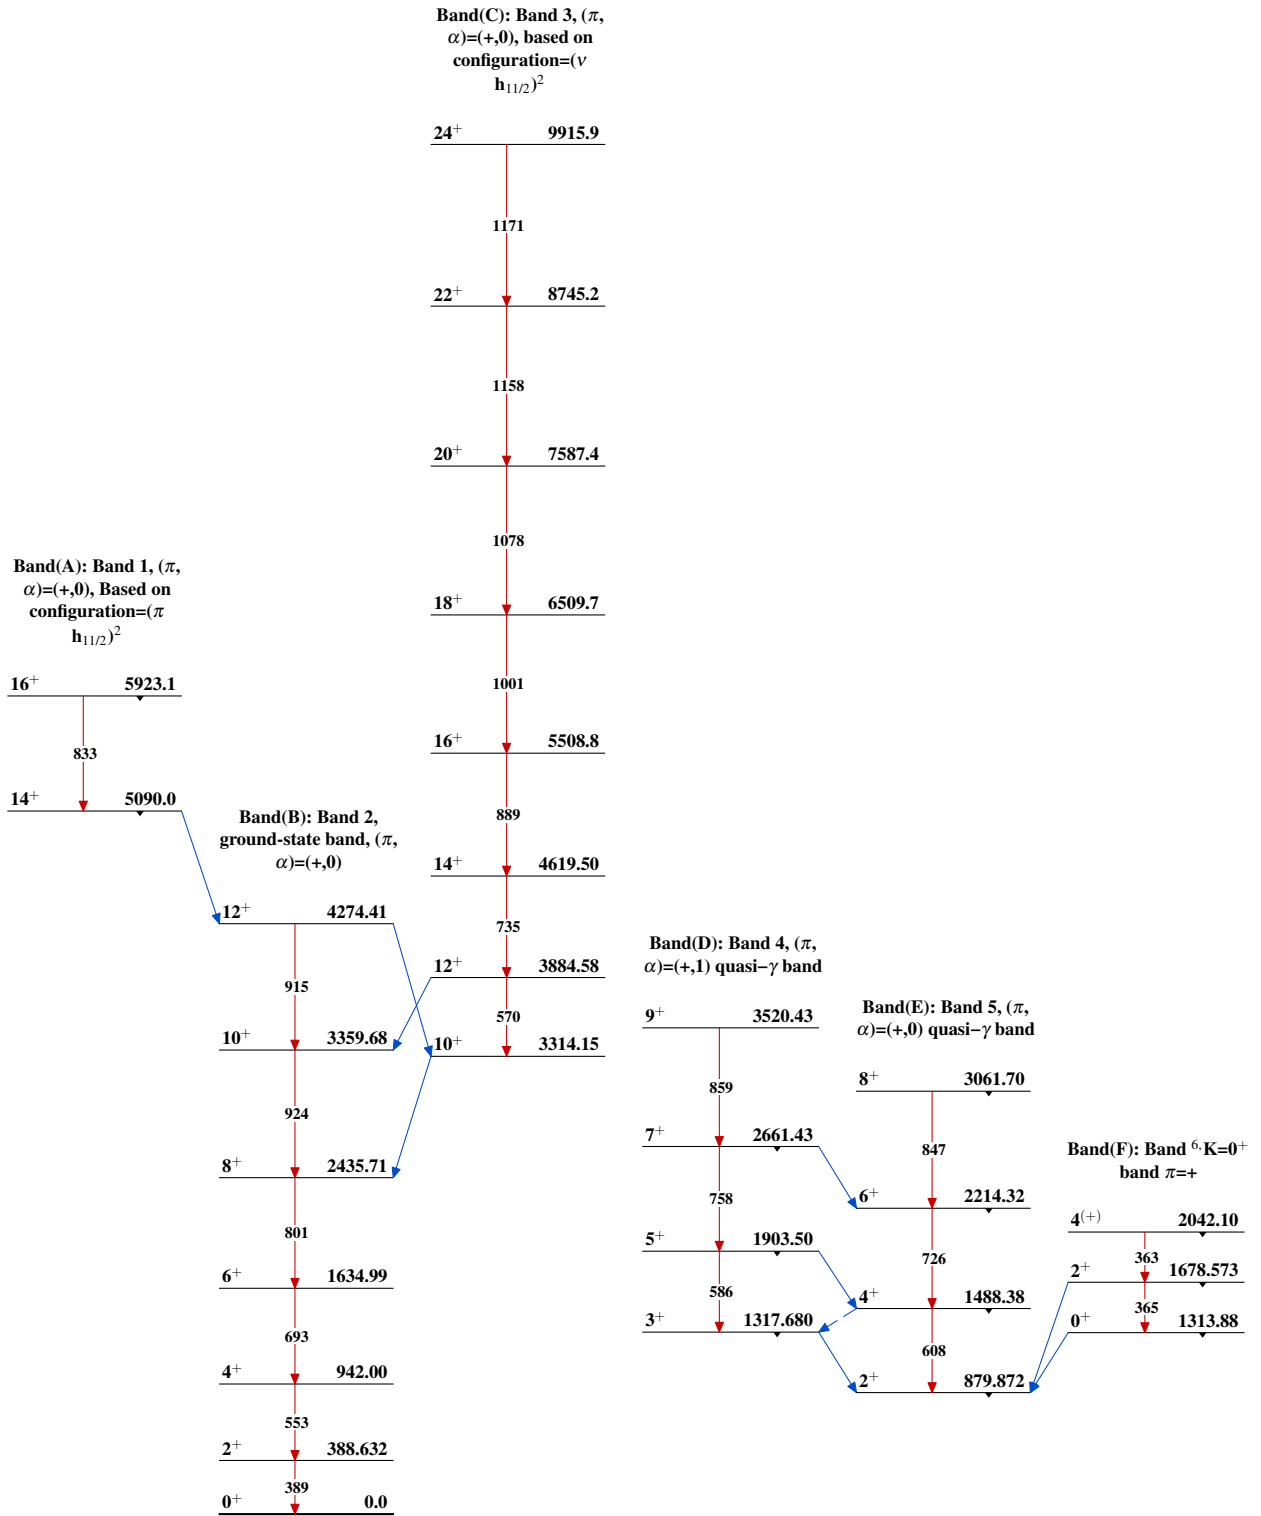 Band(C): Band 3, (π,
α)=(+,0), based on
configuration=(ν
h11/2)2
24+ 9915.9
1171
22+ 8745.2
1158
20+ 7587.4
1078
18+ 6509.7
1001
16+ 5508.8
889
14+ 4619.50
735
12+ 3884.58
570
10+ 3314.15
Band(A): Band 1, (π,
α)=(+,0), Based on
configuration=(π
h11/2)2
16+ 5923.1
833
14+ 5090.0
Band(B): Band 2,
ground-state band, (π,
α)=(+,0)
12+ 4274.41
915
10+ 3359.68
924
8+ 2435.71
801
6+ 1634.99
693
4+ 942.00
553
2+ 388.632
389
0+ 0.0
Band(D): Band 4, (π,
α)=(+,1) quasi−γ band
9+ 3520.43
859
7+ 2661.43
758
5+ 1903.50
586
3+ 1317.680
Band(E): Band 5, (π,
α)=(+,0) quasi−γ band
8+ 3061.70
847
6+ 2214.32
726
4+ 1488.38
608
2+ 879.872
Band(F): Band 6,K=0+
band π=+
4(+) 2042.10
363
2+ 1678.573
365
0+ 1313.88